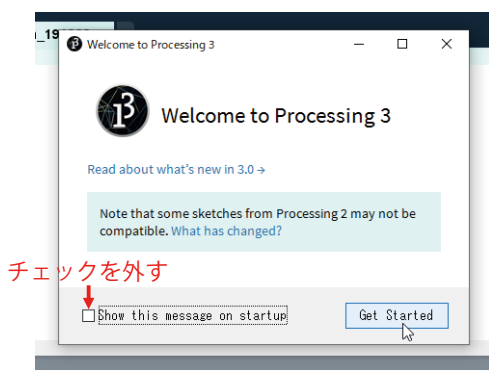 _19
Welcome to Processing 3
Welcome to Processing 3
Read about what's new in 3.0 →
Note that some sketches from Processing 2 may not be
compatible. What has changed?
チェックを外す
Show this message on startup
Get Started